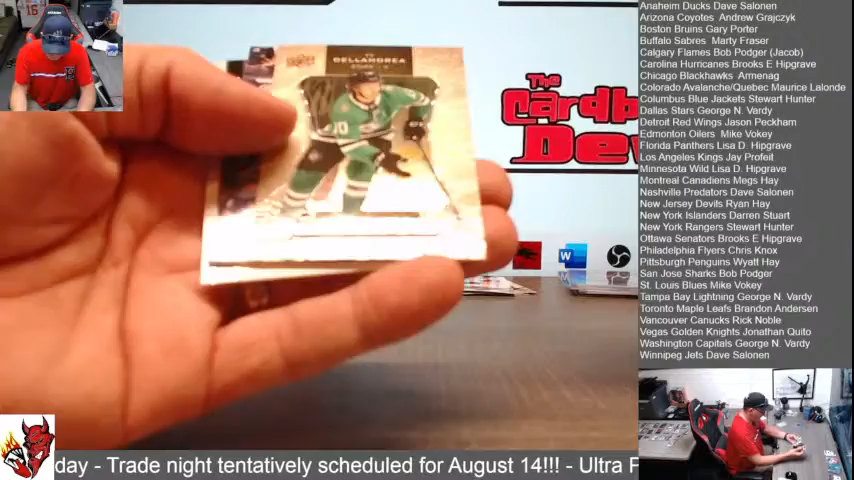 TY
DELLANDREA
10
The
Cardb
De
Anaheim Ducks Dave Salonen
Arizona Coyotes Andrew Grajczyk
Boston Bruins Gary Porter
Buffalo Sabres Marty Fraser
Calgary Flames Bob Podger (Jacob)
Carolina Hurricanes Brooks E Hipgrave
Chicago Blackhawks Armenag
Colorado Avalanche/Quebec Maurice Lalonde
Columbus Blue Jackets Stewart Hunter
Dallas Stars George N. Vardy
Detroit Red Wings Jason Peckham
Edmonton Oilers Mike Vokey
Florida Panthers Lisa D. Hipgrave
Los Angeles Kings Jay Profeit
Minnesota Wild Lisa D. Hipgrave
Montreal Canadiens Megs Hay
Nashville Predators Dave Salonen
New Jersey Devils Ryan Hay
New York Islanders Darren Stuart
New York Rangers Stewart Hunter
Ottawa Senators Brooks E Hipgrave
Philadelphia Flyers Chris Knox
Pittsburgh Penguins Wyatt Hay
San Jose Sharks Bob Podger
St. Louis Blues Mike Vokey
Tampa Bay Lightning George N. Vardy
Toronto Maple Leafs Brandon Andersen
Vancouver Canucks Rick Noble
Vegas Golden Knights Jonathan Quito
Washington Capitals George N. Vardy
Winnipeg Jets Dave Salonen
day - Trade night tentatively scheduled for August 14!!! - Ultra P